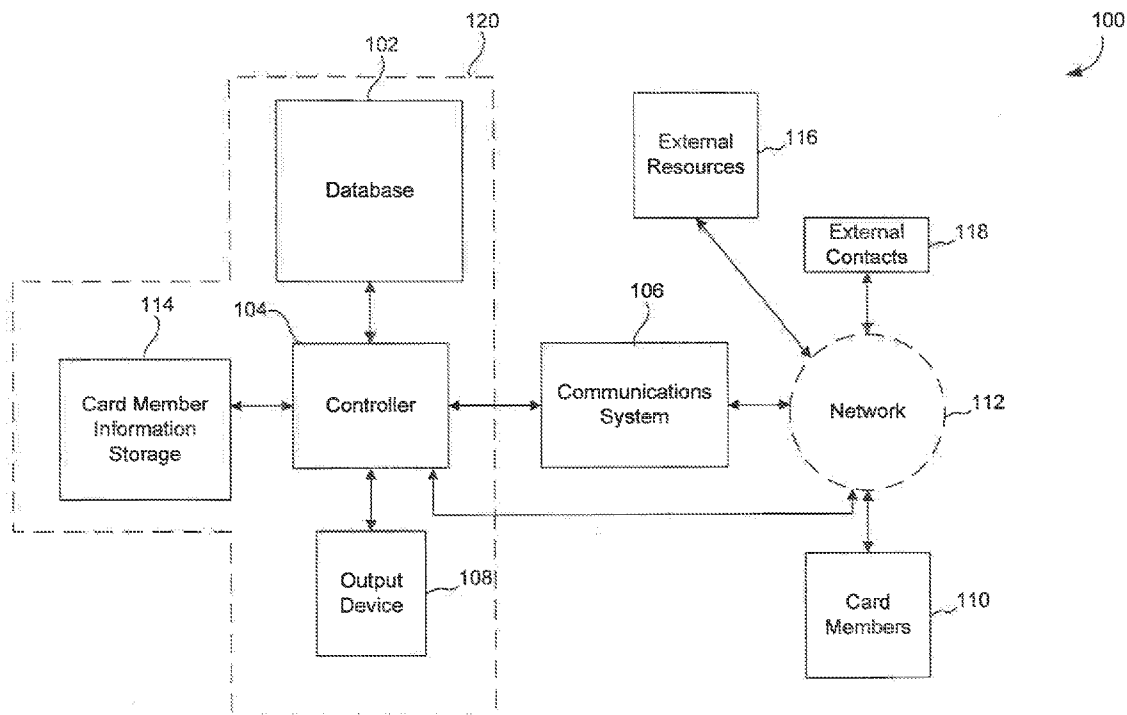 100
120
102
Database
External
Resources
116
External
Contacts
118
114
104
106
Card Member
Information
Storage
Controller
Communications
System
Network
112
Output
Device
108
Card
Members
110